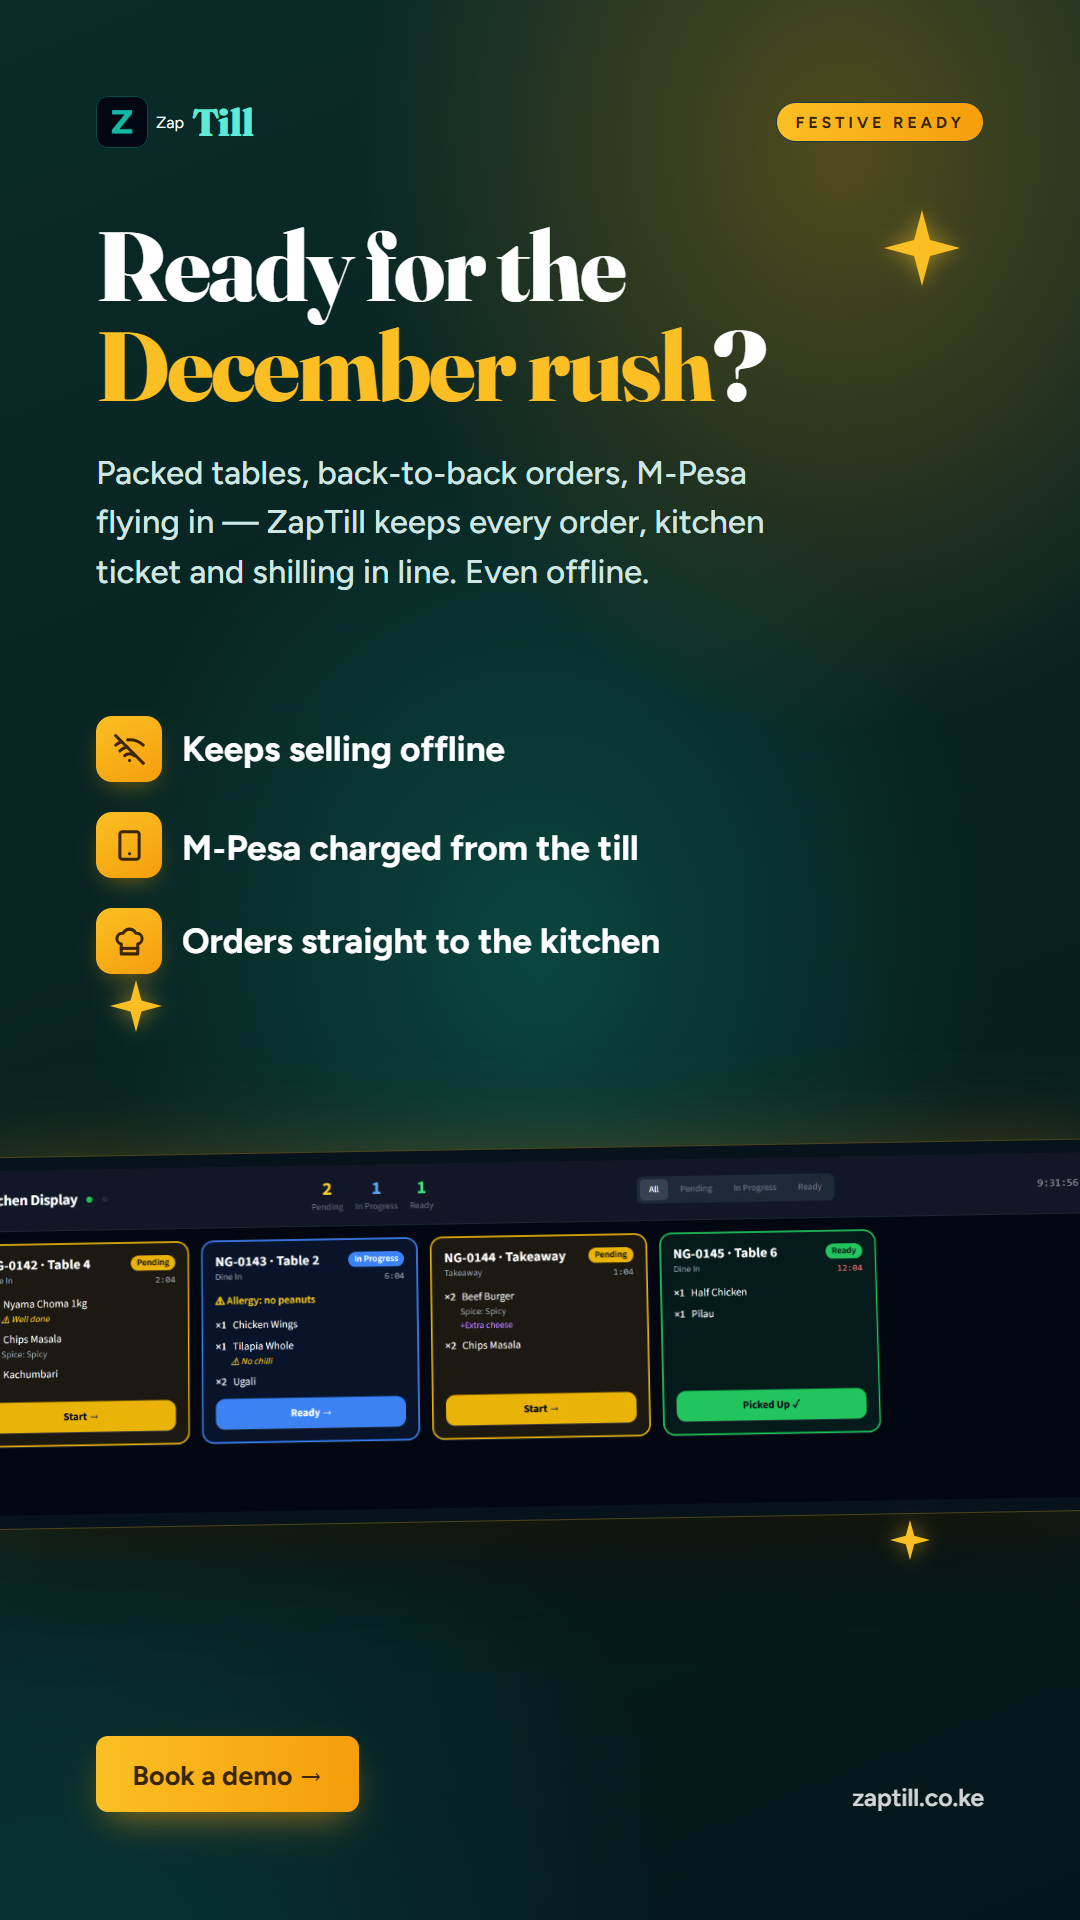 Z Zap Till
FESTIVE READY
Ready for the
December rush?
Packed tables, back-to-back orders, M-Pesa
flying in — ZapTill keeps every order, kitchen
ticket and shilling in line. Even offline.
Keeps selling offline
M-Pesa charged from the till
Orders straight to the kitchen
chen Display
2 1 1
Pending In Progress Ready
All Pending In Progress Ready
9:31:56
G-0142 · Table 4 Pending
e In 2:04
Nyama Choma 1kg
⚠ Well done
Chips Masala
Spice: Spicy
Kachumbari
Start →
NG-0143 · Table 2 In Progress
Dine In 6:04
⚠ Allergy: no peanuts
×1 Chicken Wings
×1 Tilapia Whole
⚠ No chilli
×2 Ugali
Ready →
NG-0144 · Takeaway Pending
Takeaway 1:04
×2 Beef Burger
Spice: Spicy
+Extra cheese
×2 Chips Masala
Start →
NG-0145 · Table 6 Ready
Dine In 12:04
×1 Half Chicken
×1 Pilau
Picked Up ✓
Book a demo →
zaptill.co.ke